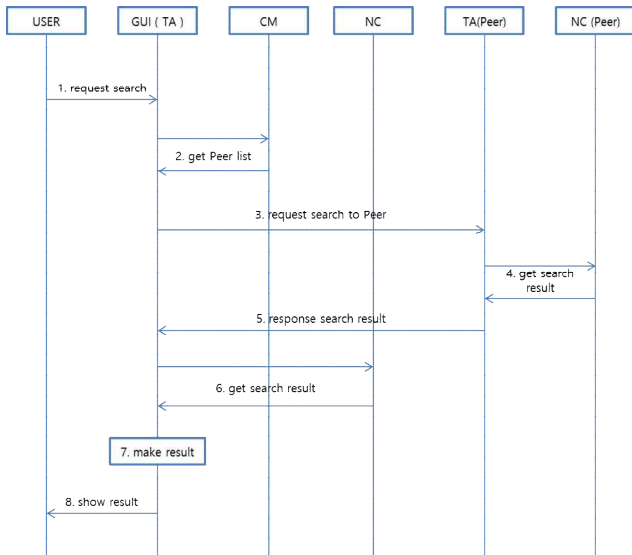 USER
GUI ( TA )
CM
NC
TA(Peer)
NC (Peer)
1. request search
2. get Peer list
3. request search to Peer
4. get search
result
5. response search result
6. get search result
7. make result
8. show result